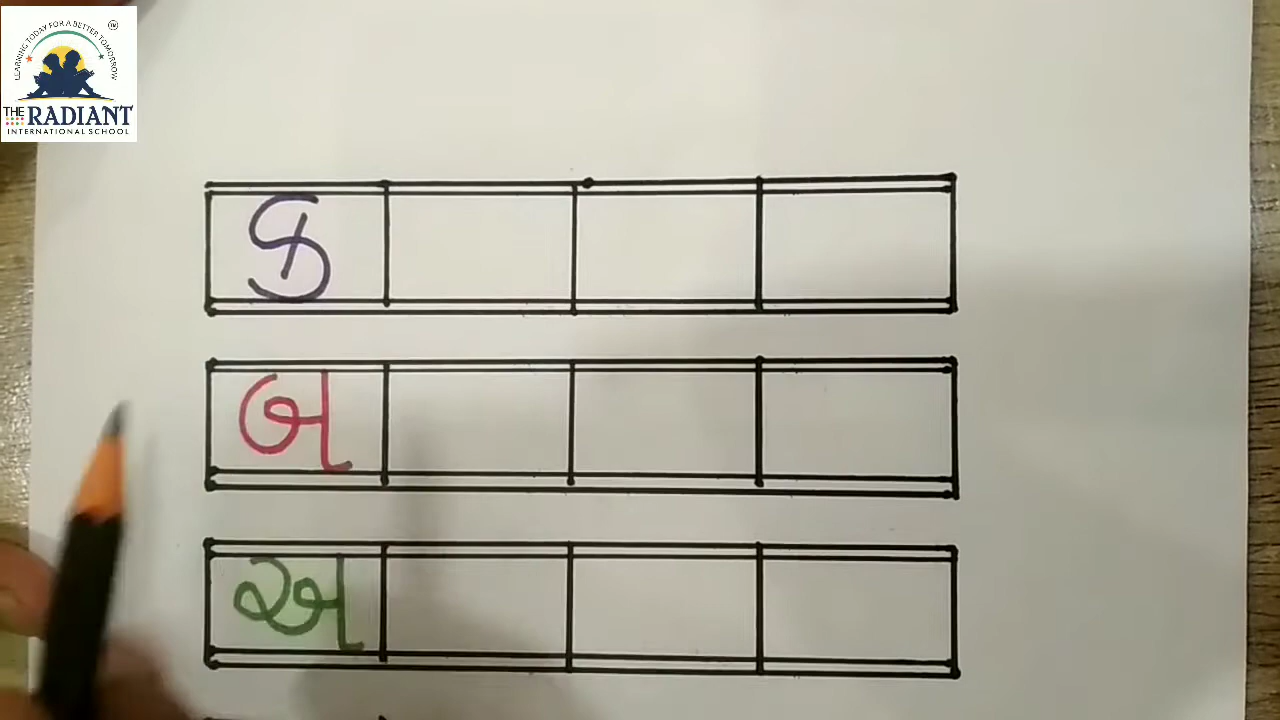 LEARNING TODAY FOR A BETTER TOMORROW
THE RADIANT
INTERNATIONAL SCHOOL
ક
બ
અ